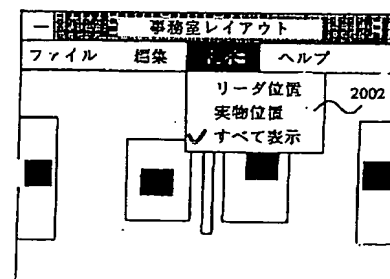 事務室レイアウト
ファイル 編集 ヘルプ
リーダ位置
実物位置
すべて表示
2002